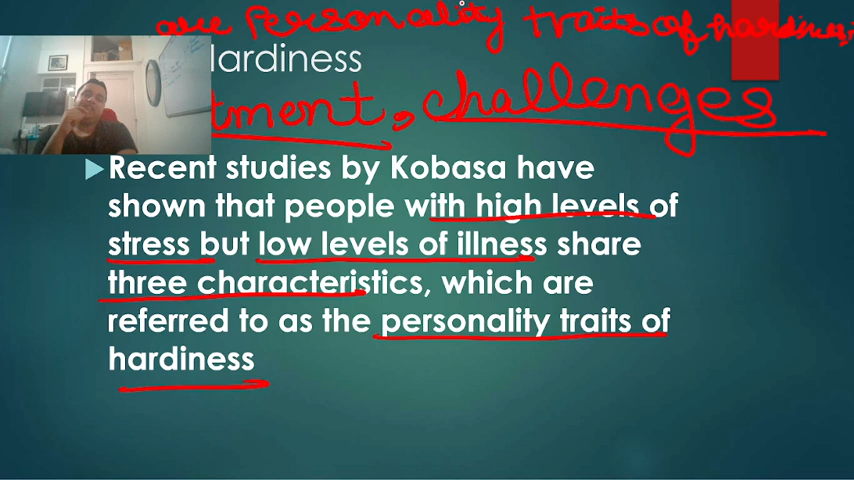 are Personality traits of hardiness
ardiness
tment, challenges
Recent studies by Kobasa have
shown that people with high levels of
stress but low levels of illness share
three characteristics, which are
referred to as the personality traits of
hardiness